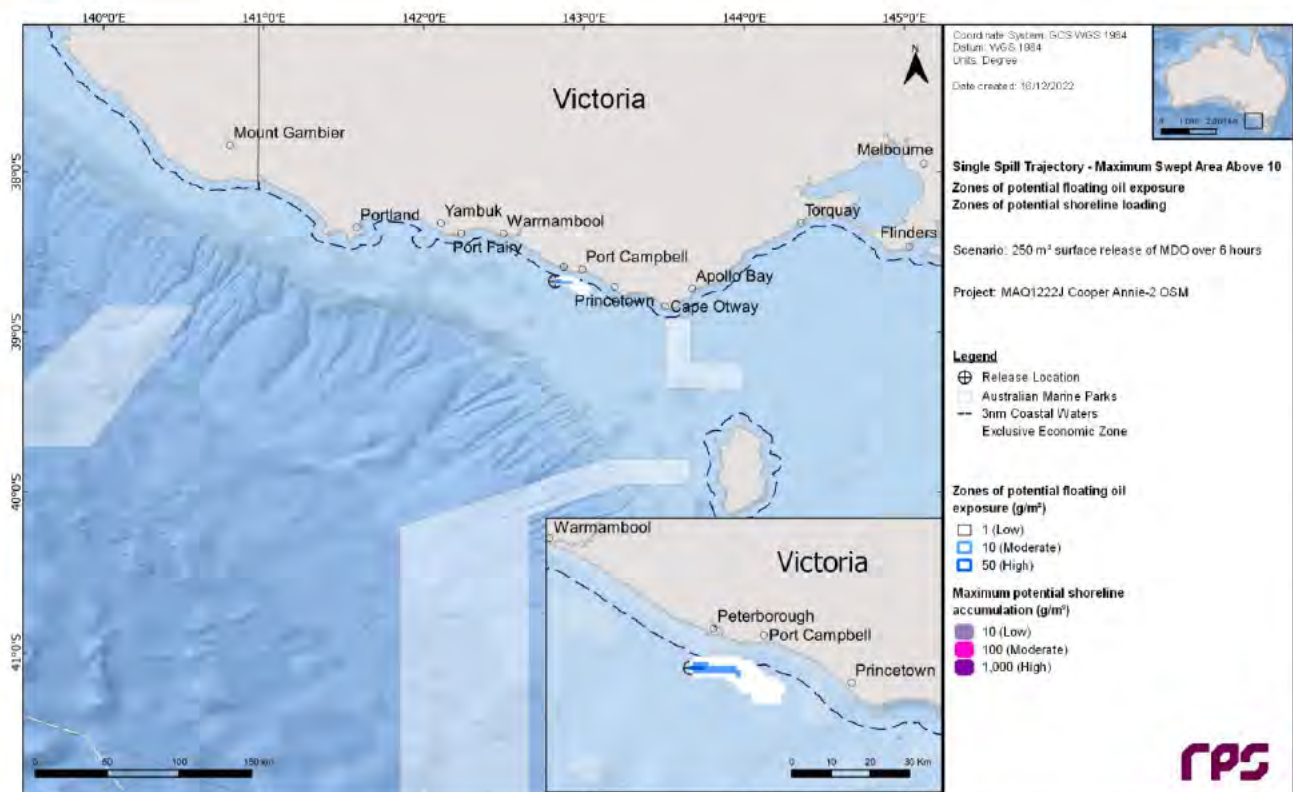 140°0'E 141°0'E 142°0'E 143°0'E 144°0'E 145°0'E
38°0'S
39°0'S
40°0'S
41°0'S
N
Victoria
Mount Gambier
Melbourne
Portland
Yambuk
Warrnambool
Port Fairy
Torquay
Flinders
Port Campbell
Apollo Bay
Princetown
Cape Otway
0 50 100 150 Km
Warrnambool
Victoria
Peterborough
Port Campbell
Princetown
0 10 20 30 Km
Coordinate System: GCS WGS 1984
Datum: WGS 1984
Units: Degree
Date created: 16/12/2022
Single Spill Trajectory - Maximum Swept Area Above 10
Zones of potential floating oil exposure
Zones of potential shoreline loading
Scenario: 250 m³ surface release of MDO over 6 hours
Project: MAQ1222J Cooper Annie-2 OSM
Legend
Release Location
Australian Marine Parks
3nm Coastal Waters
Exclusive Economic Zone
Zones of potential floating oil
exposure (g/m²)
1 (Low)
10 (Moderate)
50 (High)
Maximum potential shoreline
accumulation (g/m²)
10 (Low)
100 (Moderate)
1,000 (High)
rps